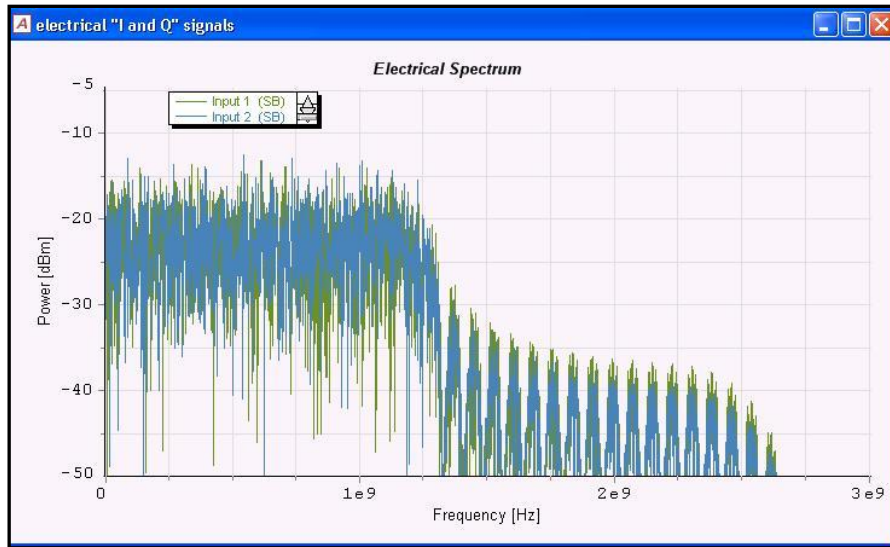 A electrical "I and Q" signals
Electrical Spectrum
Input 1 (SB)
Input 2 (SB)
Power [dBm]
-5
-10
-20
-30
-40
-50
0
1e9
2e9
3e9
Frequency [Hz]